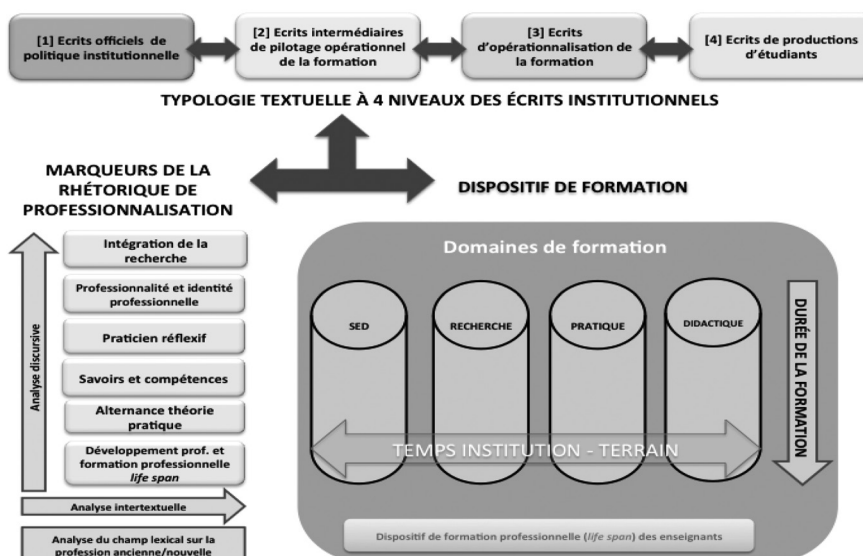 [1] Ecrits officiels de
politique institutionnelle
[2] Ecrits intermédiaires
de pilotage opérationnel
de la formation
[3] Ecrits
d'opérationnalisation de
la formation
[4] Ecrits de productions
d'étudiants
TYPOLOGIE TEXTUELLE À 4 NIVEAUX DES ÉCRITS INSTITUTIONNELS
MARQUEURS DE LA
RHÉTORIQUE DE
PROFESSIONNALISATION
DISPOSITIF DE FORMATION
Analyse discursive
Intégration de la
recherche
Professionnalité et identité
professionnelle
Praticien réflexif
Savoirs et compétences
Alternance théorie
pratique
Développement prof. et
formation professionnelle
life span
Analyse intertextuelle
Analyse du champ lexical sur la
profession ancienne/nouvelle
Domaines de formation
SED
RECHERCHE
PRATIQUE
DIDACTIQUE
DURÉE DE LA FORMATION
TEMPS INSTITUTION - TERRAIN
Dispositif de formation professionnelle (life span) des enseignants